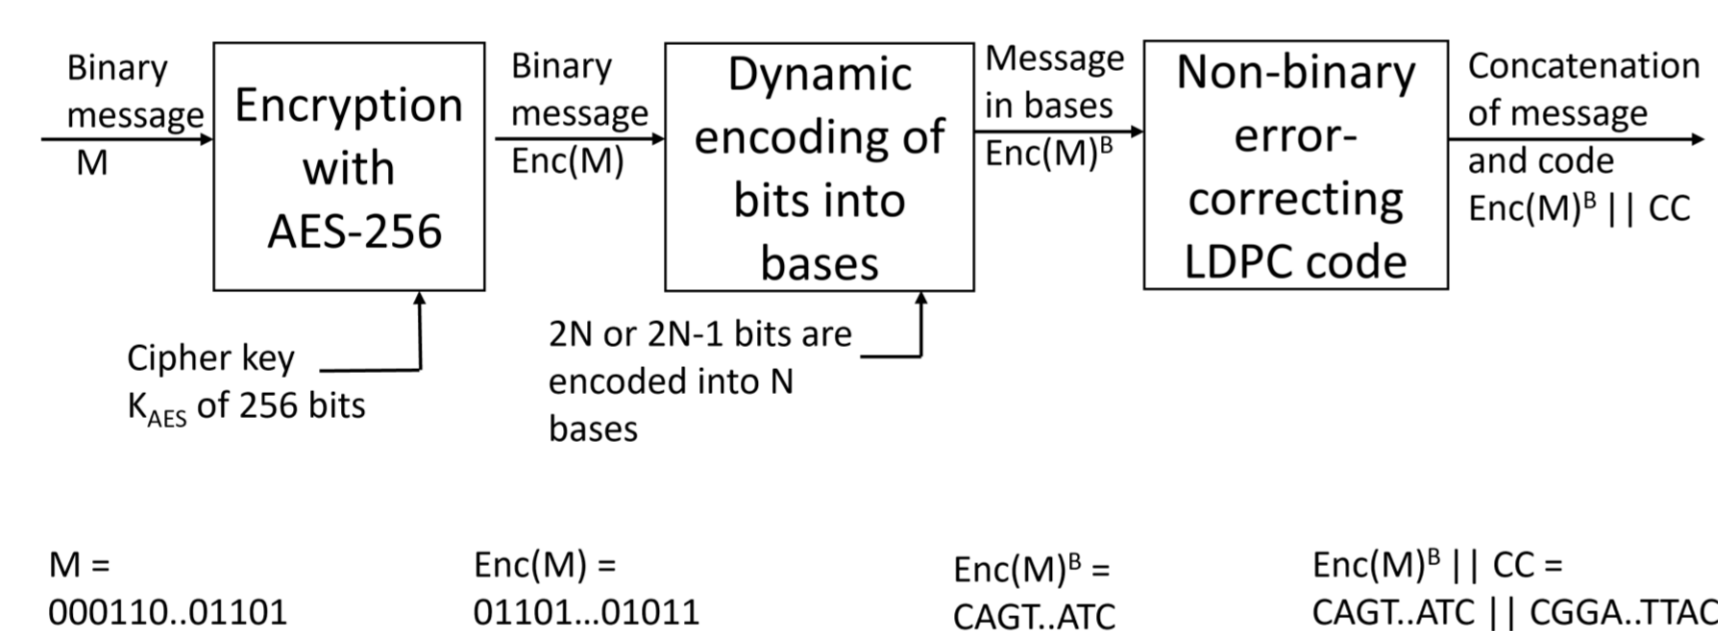 Binary
message
M
Encryption
with
AES-256
Cipher key
K_AES of 256 bits
Binary
message
Enc(M)
Dynamic
encoding of
bits into
bases
2N or 2N-1 bits are
encoded into N
bases
Message
in bases
Enc(M)^B
Non-binary
error-
correcting
LDPC code
Concatenation
of message
and code
Enc(M)^B || CC
M =
000110..01101
Enc(M) =
01101...01011
Enc(M)^B =
CAGT..ATC
Enc(M)^B || CC =
CAGT..ATC || CGGA..TTAC